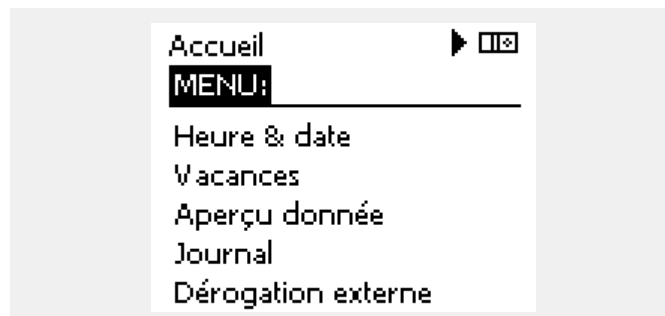 Accueil
MENU:
Heure & date
Vacances
Aperçu donnée
Journal
Dérogation externe